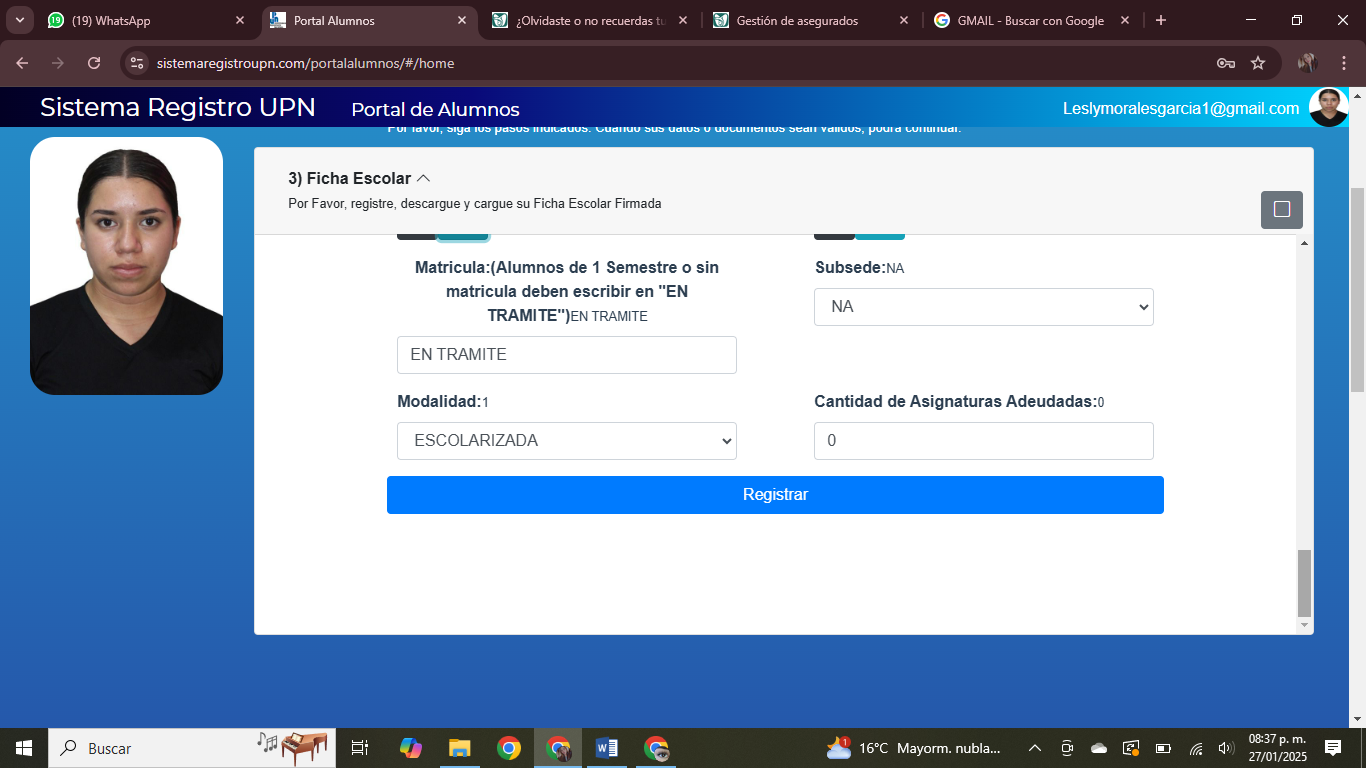 (19) WhatsApp
Portal Alumnos
¿Olvidaste o no recuerdas tu
Gestión de asegurados
GMAIL - Buscar con Google
sistemaregistroupn.com/portalalumnos/#/home
Sistema Registro UPN
Portal de Alumnos
Leslymoralesgarcia1@gmail.com
Por favor, siga los pasos indicados. Cuando sus datos o documentos sean validos, podra continuar.
3) Ficha Escolar
Por Favor, registre, descargue y cargue su Ficha Escolar Firmada
Matricula:(Alumnos de 1 Semestre o sin
matricula deben escribir en "EN
TRAMITE")EN TRAMITE
EN TRAMITE
Subsede:NA
NA
Modalidad:1
ESCOLARIZADA
Cantidad de Asignaturas Adeudadas:0
0
Registrar
Buscar
1
16°C Mayorm. nubla...
08:37 p. m.
27/01/2025